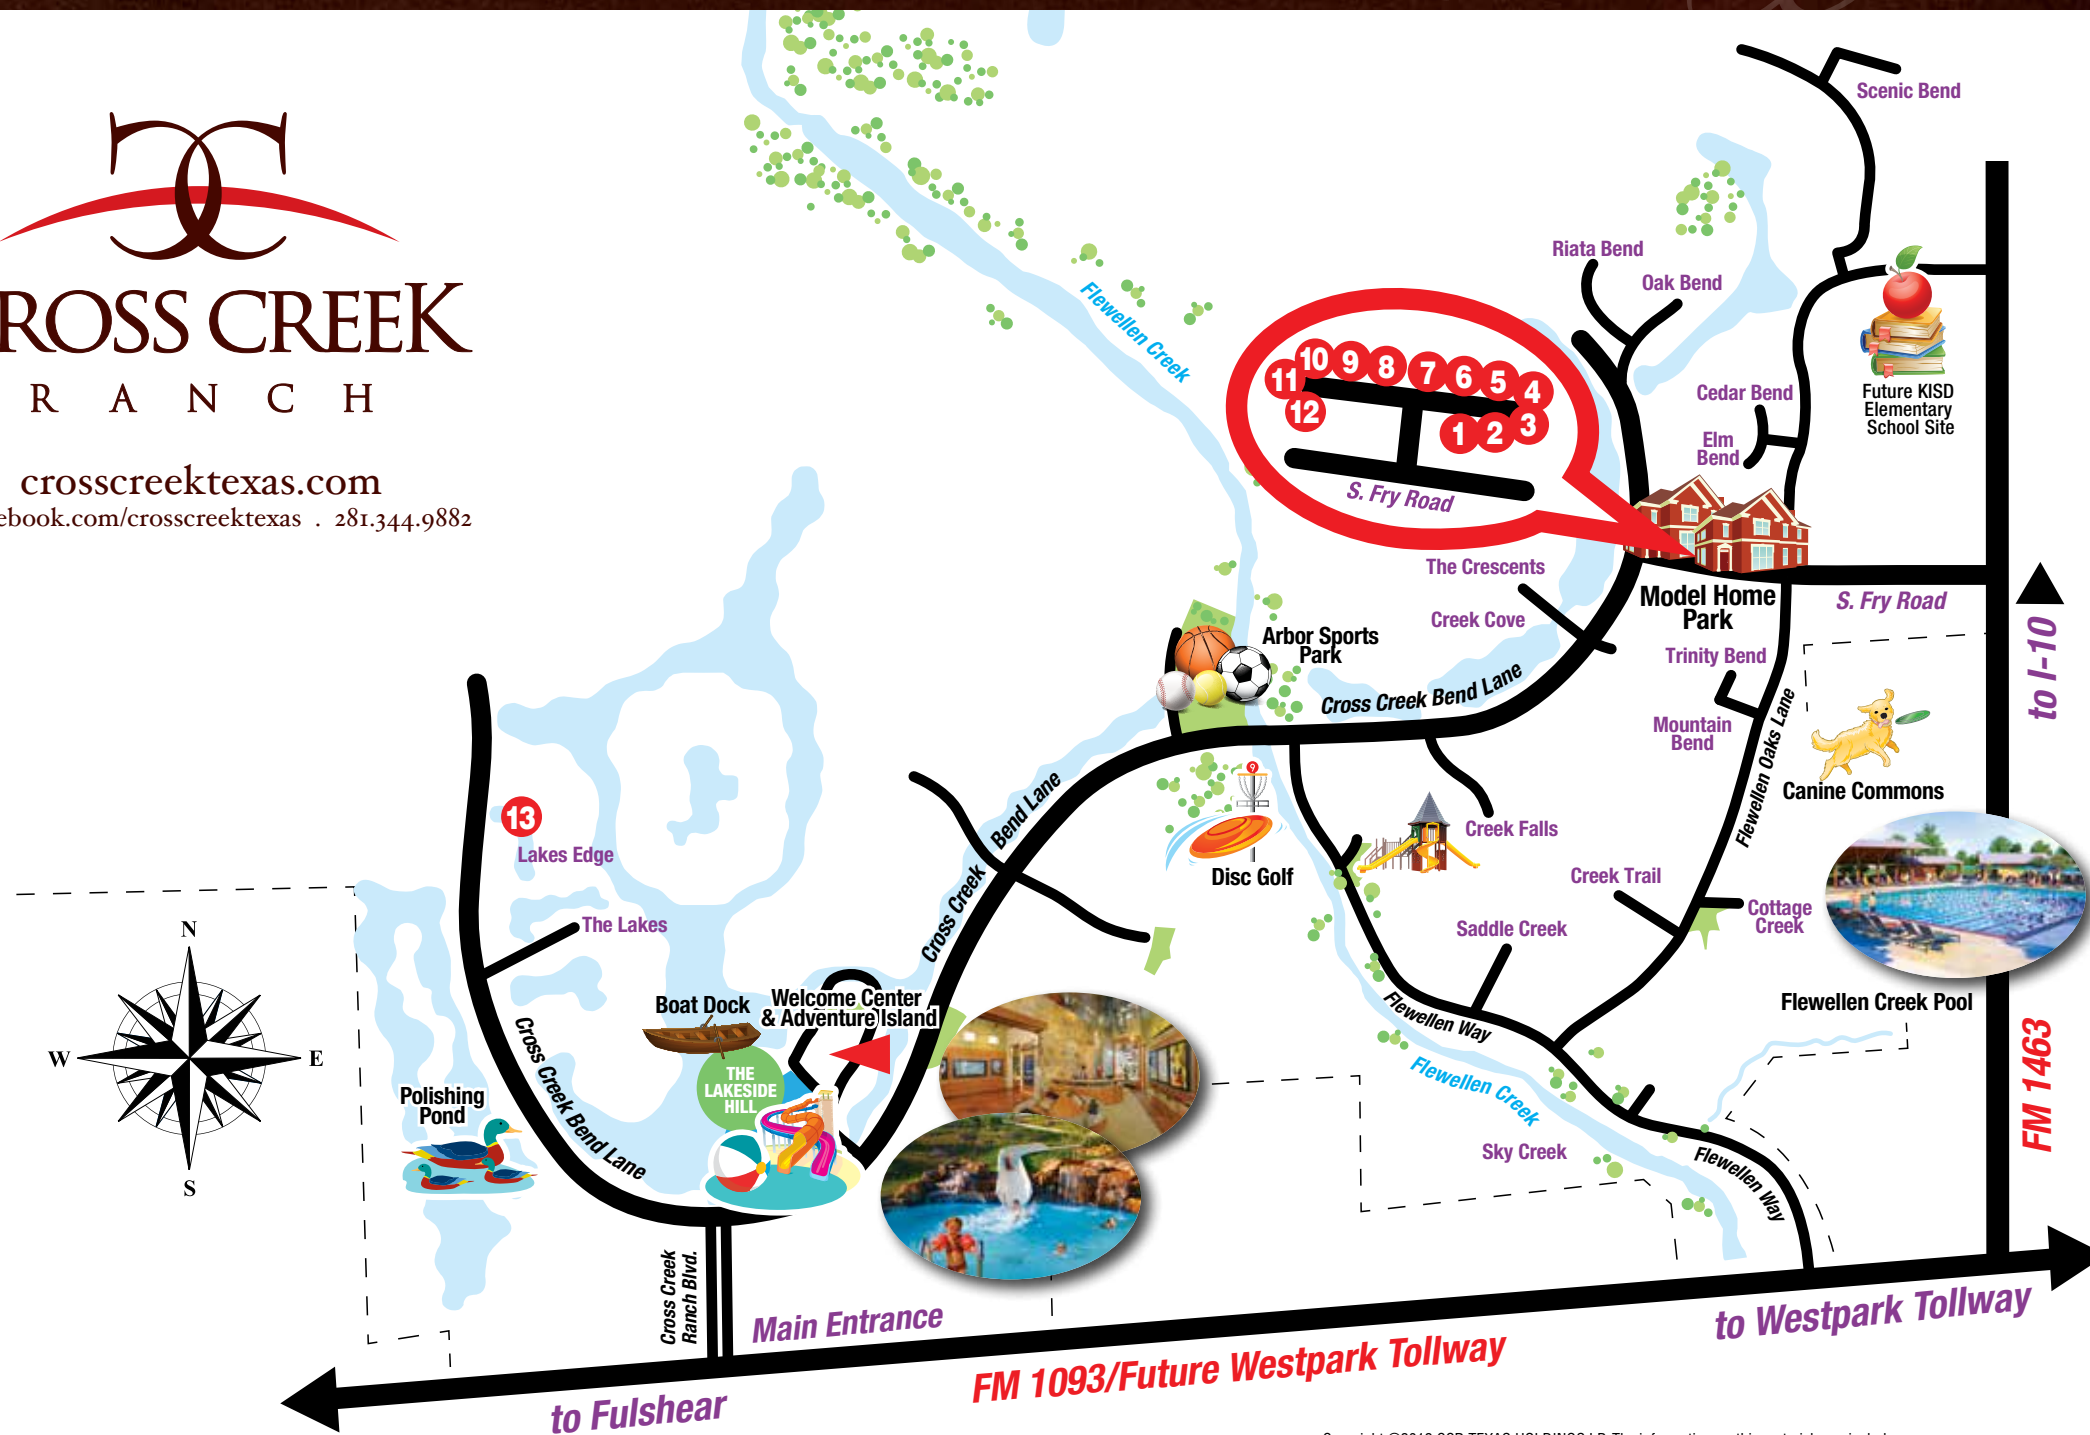 ROSS CREEK
RANCH
crosscreektexas.com
ebook.com/crosscreektexas . 281.344.9882
Scenic Bend
Riata Bend
Oak Bend
Flewellen Creek
Cedar Bend
Elm
Bend
Future KISD
Elementary
School Site
11
10
9
8
7
6
5
4
12
1
2
3
S. Fry Road
The Crescents
Creek Cove
Model Home
Park
S. Fry Road
to I-10
Arbor Sports
Park
Cross Creek Bend Lane
Trinity Bend
Mountain
Bend
Flewellen Oaks Lane
Canine Commons
9
Disc Golf
Creek Falls
Creek Trail
Cottage
Creek
Saddle Creek
Flewellen Creek Pool
Flewellen Way
Flewellen Creek
Sky Creek
Flewellen Way
FM 1463
13
Lakes Edge
The Lakes
Cross Creek Bend Lane
Boat Dock
Welcome Center
& Adventure Island
THE
LAKESIDE
HILL
N
W
E
S
Polishing
Pond
Cross Creek Bend Lane
Cross Creek
Ranch Blvd.
Main Entrance
to Fulshear
FM 1093/Future Westpark Tollway
to Westpark Tollway